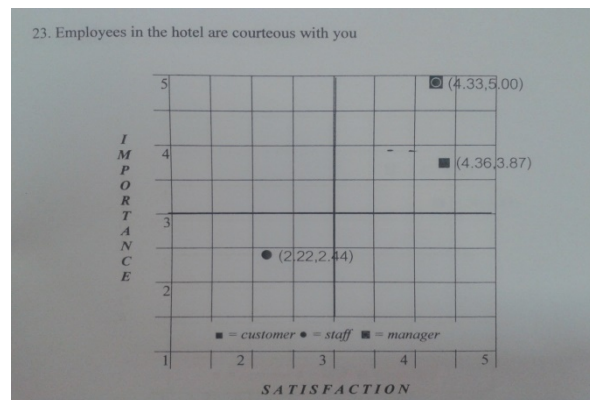 23. Employees in the hotel are courteous with you
5
(4.33,5.00)
4
(4.36,3.87)
IMPORTANCE
3
(2.22,2.44)
2
■ = customer ● = staff ▣ = manager
1 2 3 4 5
SATISFACTION